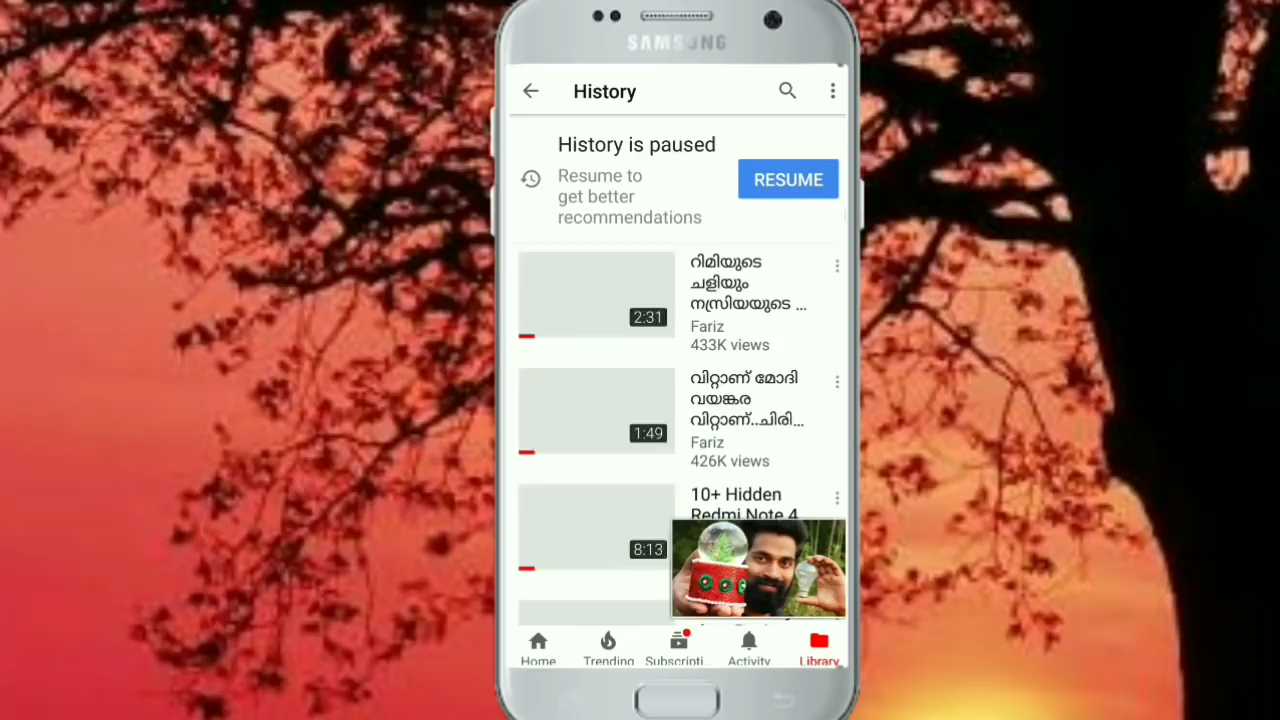 SAMSUNG
History
History is paused
Resume to
get better
recommendations
RESUME
റിമിയുടെ
ചളിയും
നസ്രിയയുടെ ...
Fariz
433K views
2:31
വിറ്റാണ് മോദി
വയങ്കര
വിറ്റാണ്..ചിരി...
Fariz
426K views
1:49
10+ Hidden
Redmi Note 4
8:13
Home
Trending
Subscripti...
Activity
Library